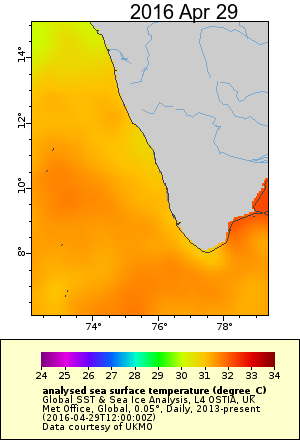 2016 Apr 29
14°
12°
10°
8°
74° 76° 78°
24 25 26 27 28 29 30 31 32 33 34
analysed sea surface temperature (degree_C)
Global SST & Sea Ice Analysis, L4 OSTIA, UK
Met Office, Global, 0.05°, Daily, 2013-present
(2016-04-29T12:00:00Z)
Data courtesy of UKMO